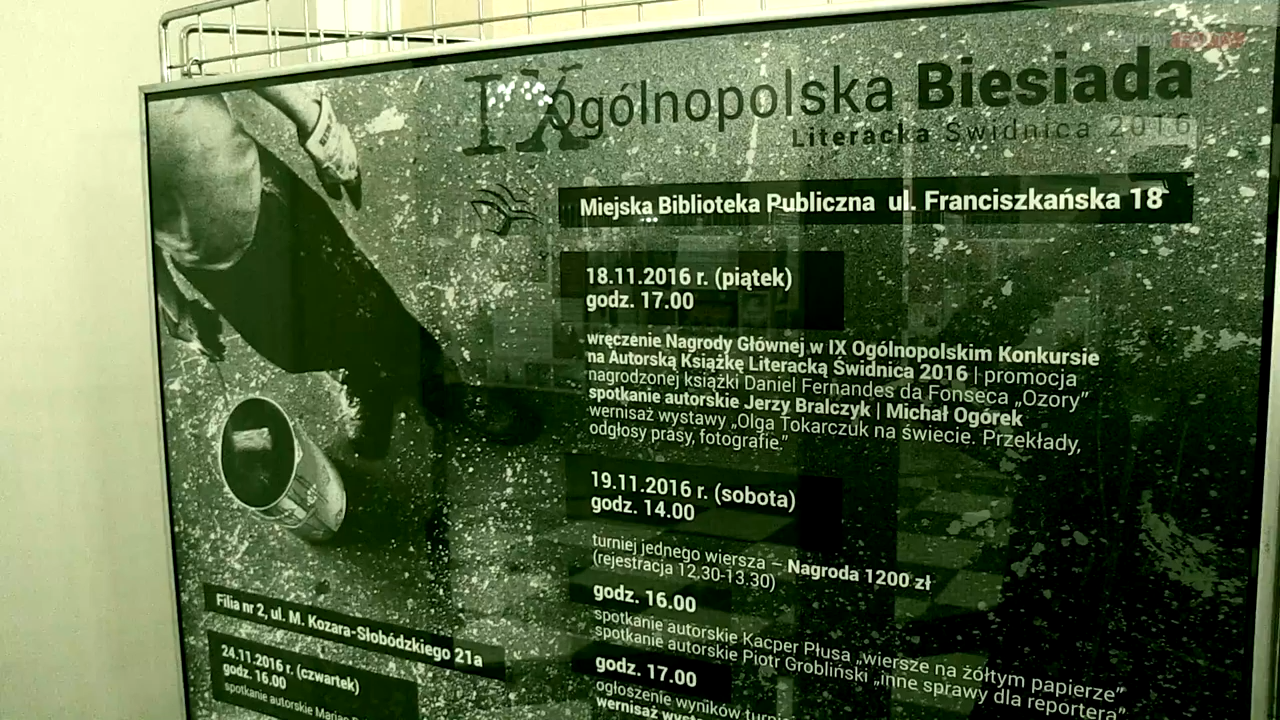 IX Ogólnopolska Biesiada
Literacka Świdnica 2016
Miejska Biblioteka Publiczna ul. Franciszkańska 18
18.11.2016 r. (piątek)
godz. 17.00
wręczenie Nagrody Głównej w IX Ogólnopolskim Konkursie
na Autorską Książkę Literacką Świdnica 2016 | promocja
nagrodzonej książki Daniel Fernandes da Fonseca „Ozory”
spotkanie autorskie Jerzy Bralczyk | Michał Ogórek
wernisaż wystawy „Olga Tokarczuk na świecie. Przekłady,
odgłosy prasy, fotografie.”
19.11.2016 r. (sobota)
godz. 14.00
turniej jednego wiersza – Nagroda 1200 zł
(rejestracja 12.30-13.30)
godz. 16.00
spotkanie autorskie Kacper Płusa „wiersze na żółtym papierze”
spotkanie autorskie Piotr Grobliński „inne sprawy dla reportera”
godz. 17.00
ogłoszenie wyników
wernisaż
Filia nr 2, ul. M. Kozara-Słobódzkiego 21a
24.11.2016 r. (czwartek)
godz. 16.00
spotkanie autorskie